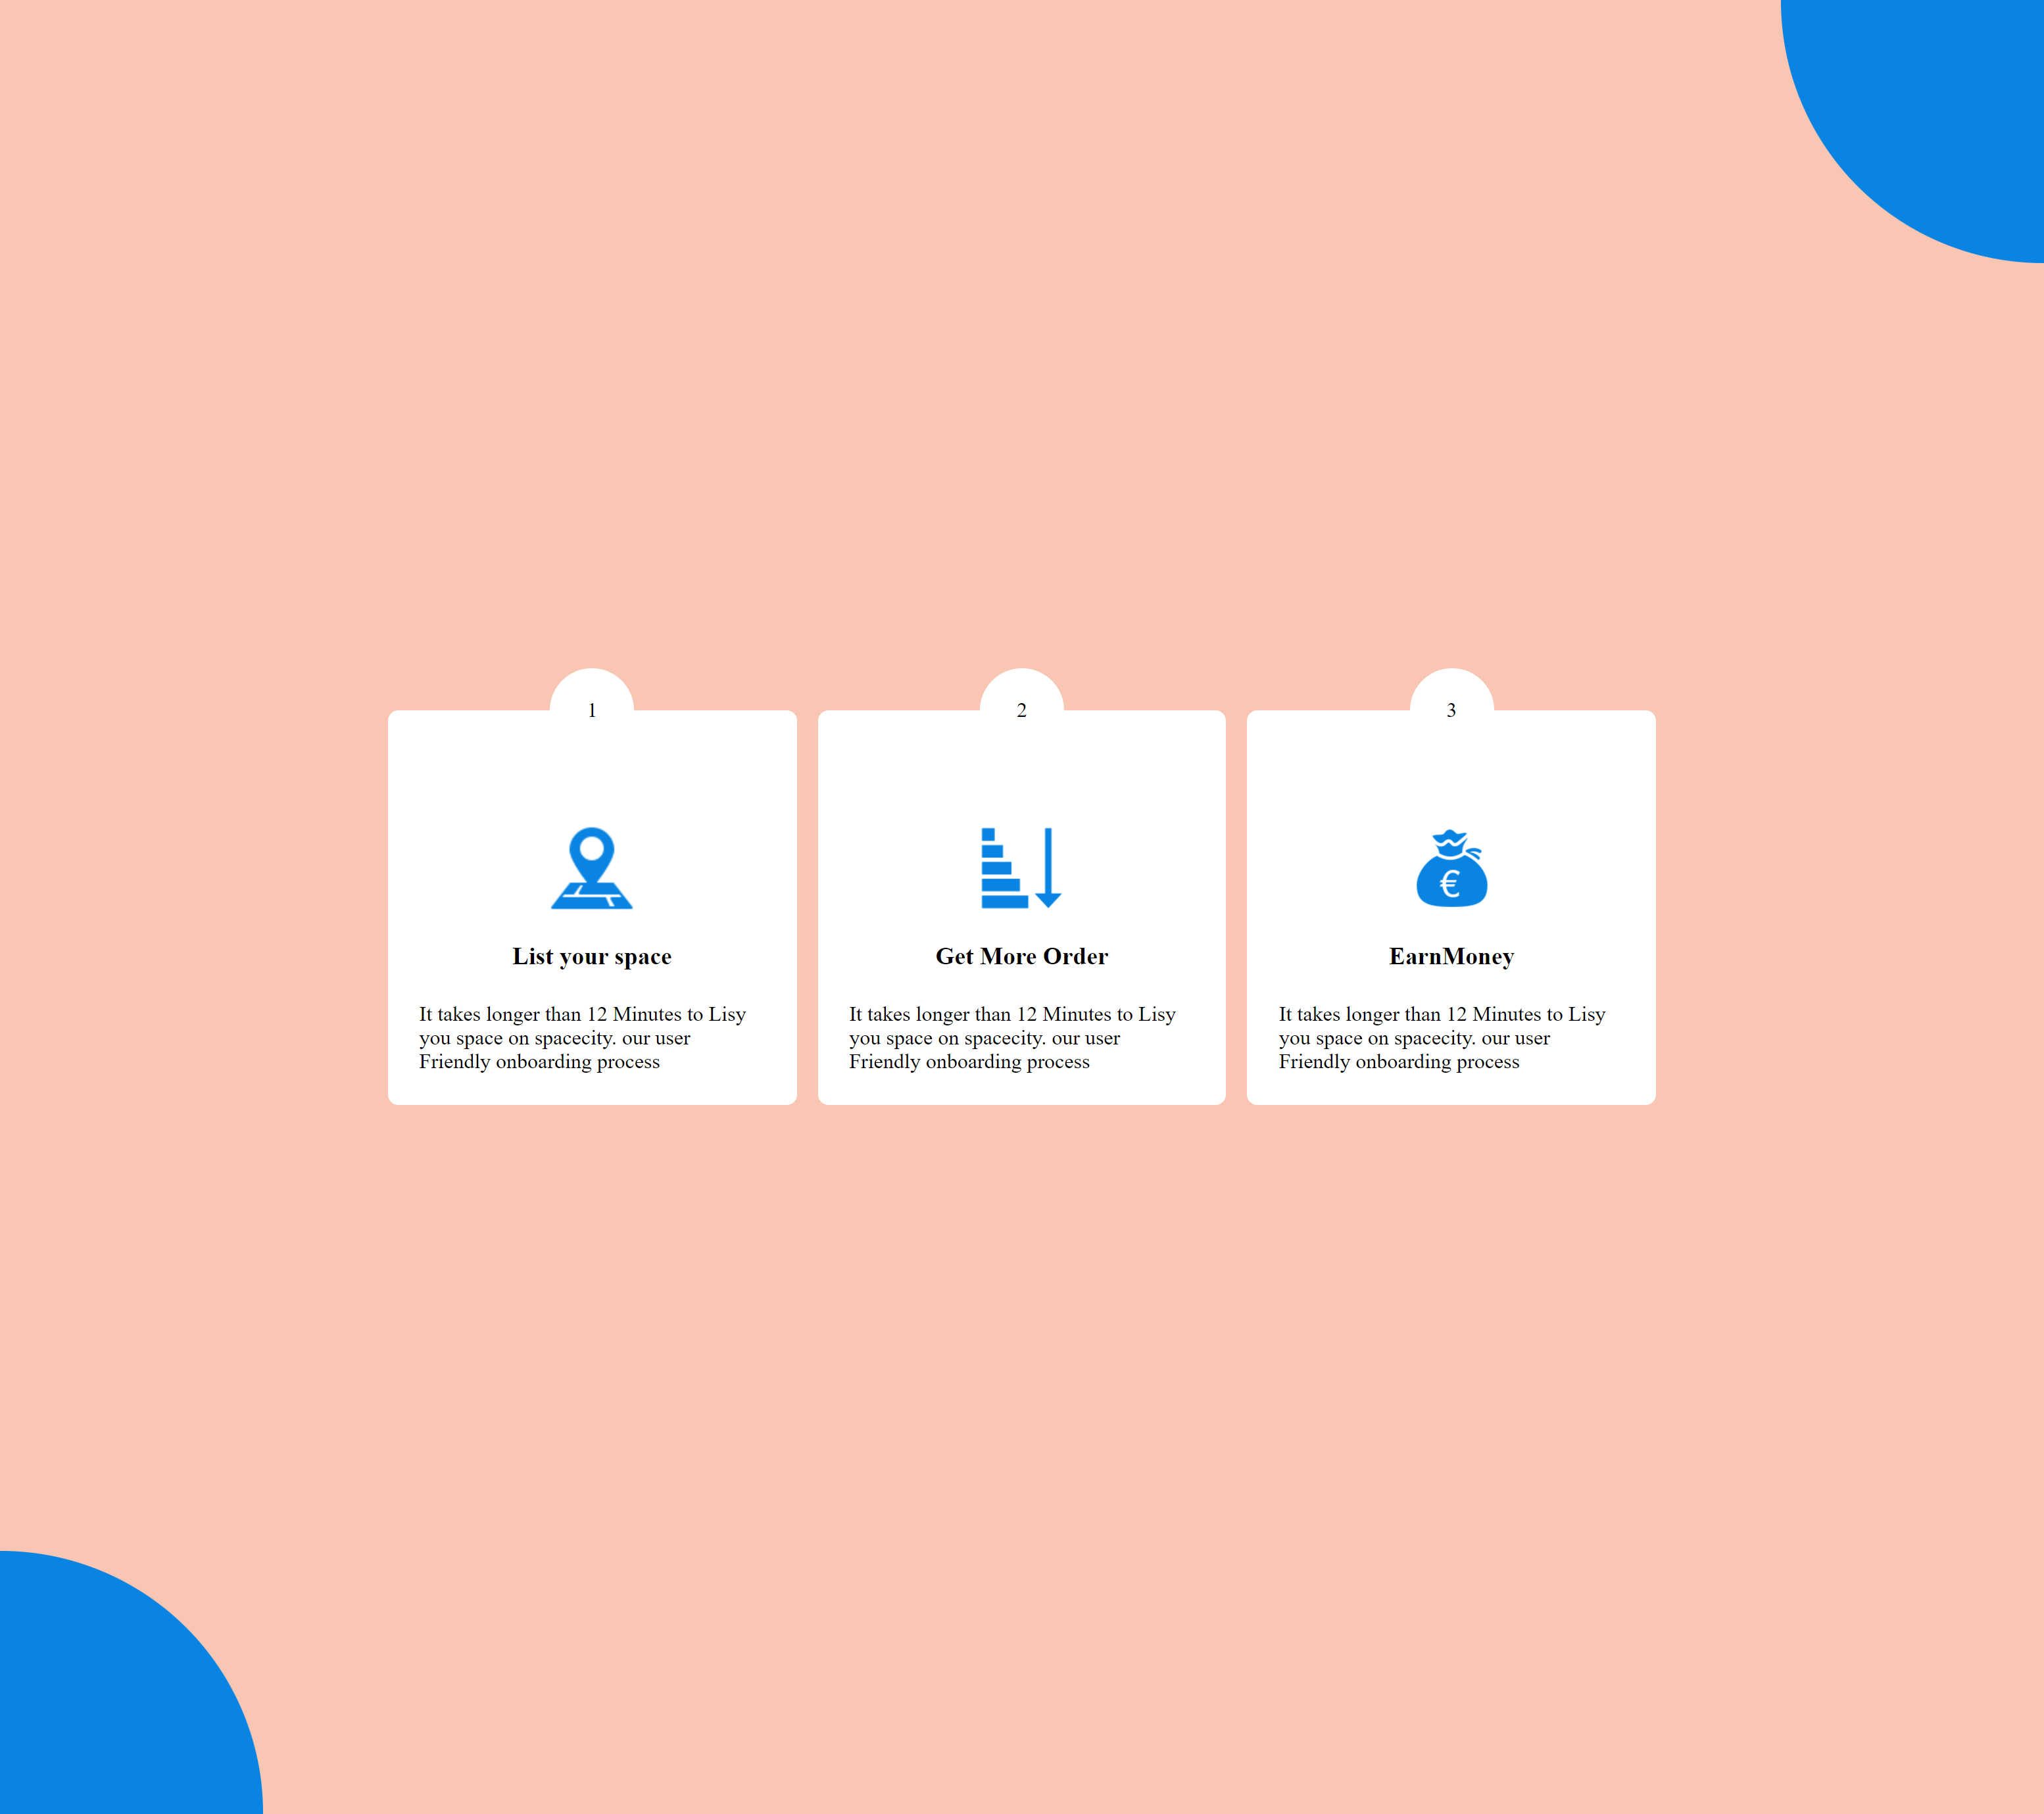 1
List your space
It takes longer than 12 Minutes to Lisy
you space on spacecity. our user
Friendly onboarding process
2
Get More Order
It takes longer than 12 Minutes to Lisy
you space on spacecity. our user
Friendly onboarding process
3
€
EarnMoney
It takes longer than 12 Minutes to Lisy
you space on spacecity. our user
Friendly onboarding process